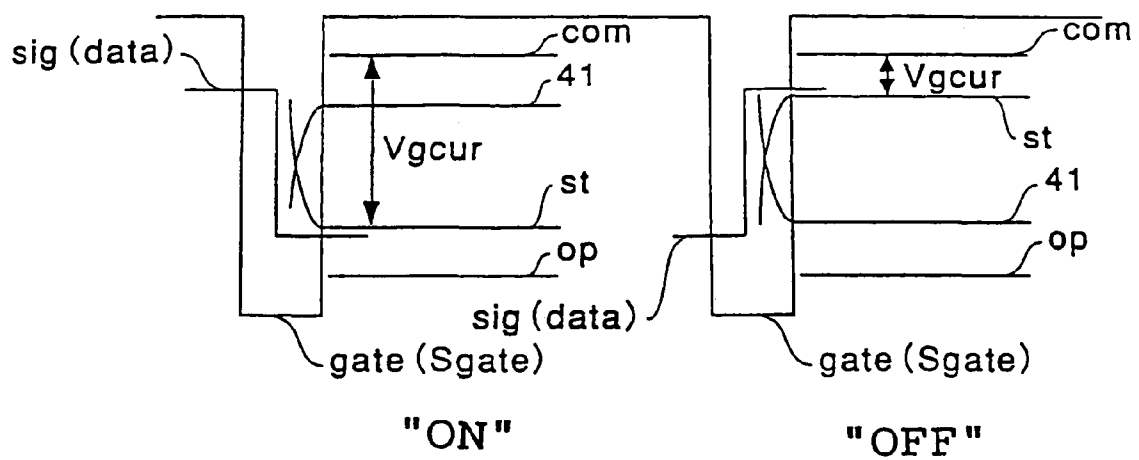 sig (data)
com
41
Vgcur
st
op
gate (Sgate)
"ON"
com
Vgcur
st
41
op
sig (data)
gate (Sgate)
"OFF"